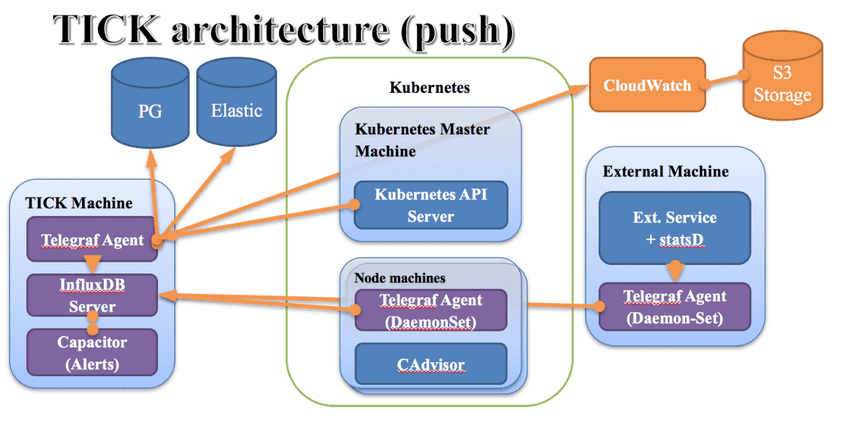 TICK architecture (push)
PG
Elastic
Kubernetes
CloudWatch
S3
Storage
Kubernetes Master
Machine
Kubernetes API
Server
External Machine
Ext. Service
+ statsD
Telegraf Agent
(Daemon-Set)
TICK Machine
Telegraf Agent
InfluxDB
Server
Capacitor
(Alerts)
Node machines
Telegraf Agent
(DaemonSet)
CAdvisor